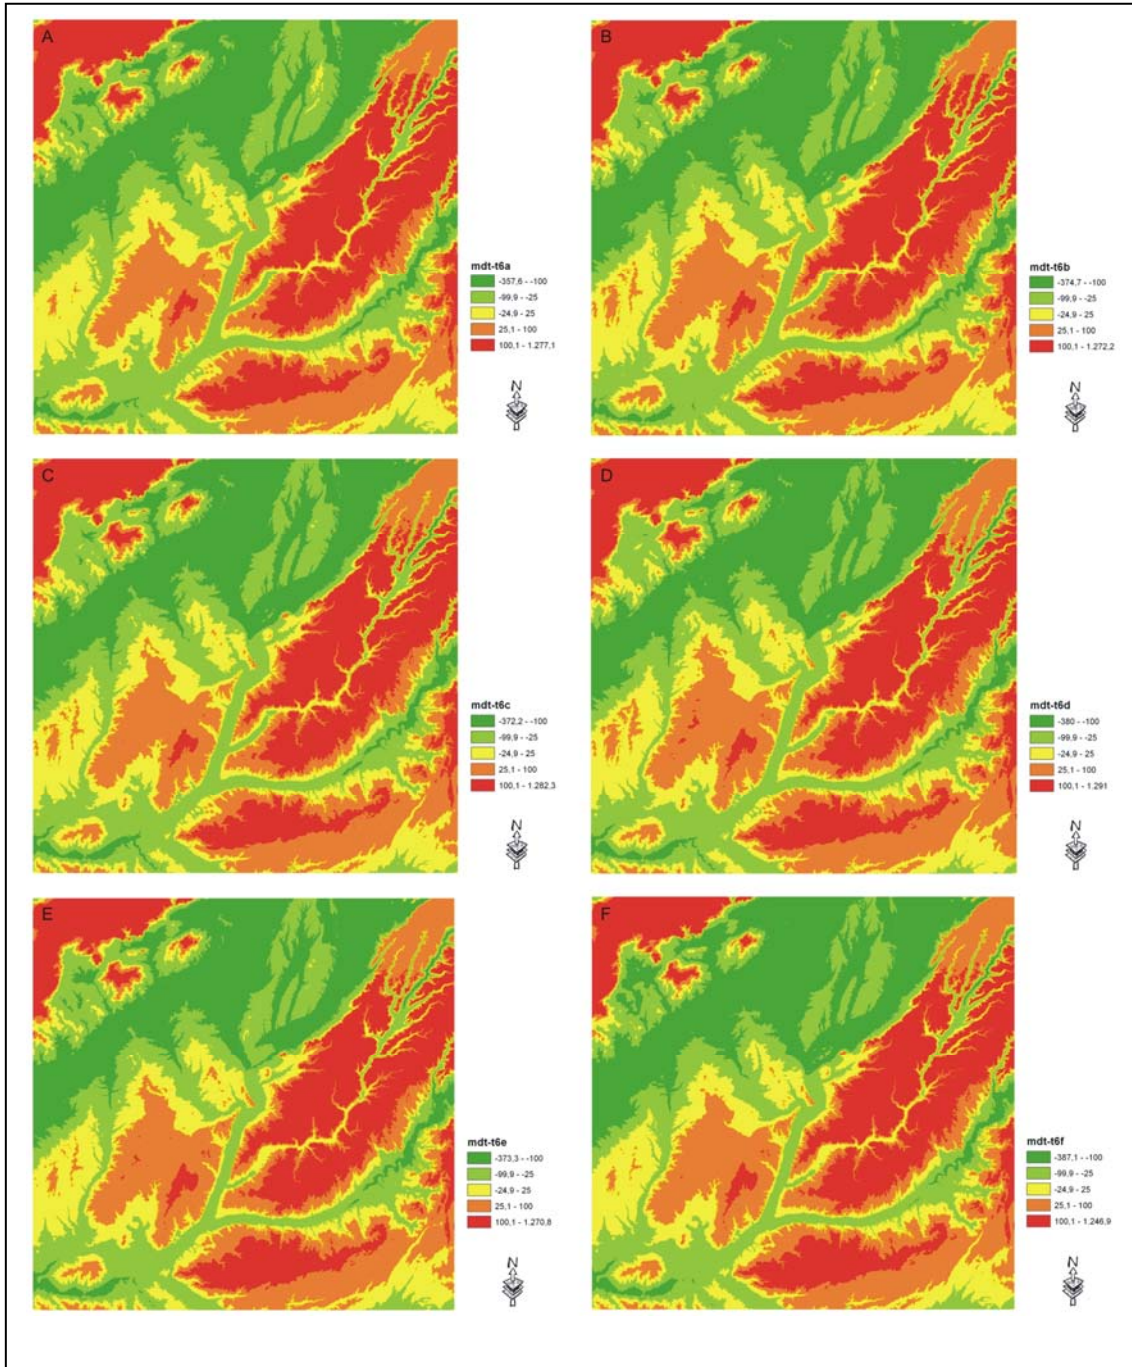 A
mdt-t6a
-357,6 - -100
-99,9 - -25
-24,9 - 25
25,1 - 100
100,1 - 1.277,1
N
B
mdt-t6b
-374,7 - -100
-99,9 - -25
-24,9 - 25
25,1 - 100
100,1 - 1.272,2
N
C
mdt-t6c
-372,2 - -100
-99,9 - -25
-24,9 - 25
25,1 - 100
100,1 - 1.282,3
N
D
mdt-t6d
-380 - -100
-99,9 - -25
-24,9 - 25
25,1 - 100
100,1 - 1.291
N
E
mdt-t6e
-373,3 - -100
-99,9 - -25
-24,9 - 25
25,1 - 100
100,1 - 1.270,8
N
F
mdt-t6f
-387,1 - -100
-99,9 - -25
-24,9 - 25
25,1 - 100
100,1 - 1.246,9
N